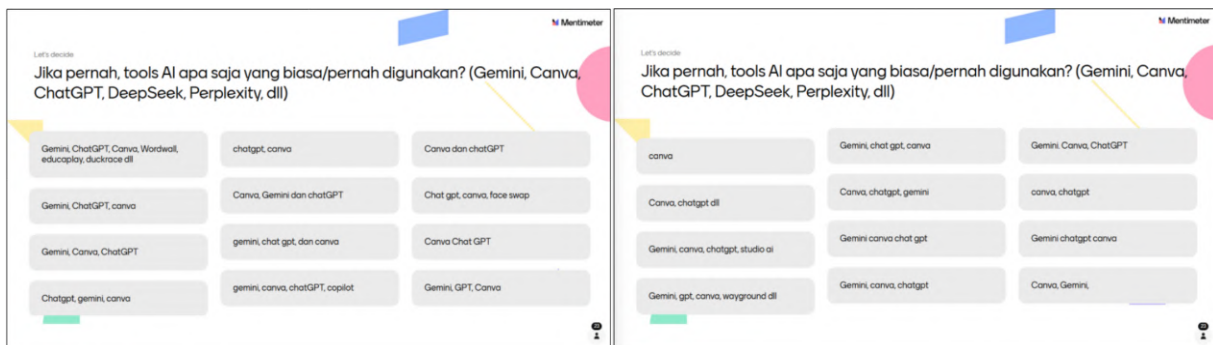 Mentimeter
Let's decide
Jika pernah, tools AI apa saja yang biasa/pernah digunakan? (Gemini, Canva,
ChatGPT, DeepSeek, Perplexity, dll)
Gemini, ChatGPT, Canva, Wordwall,
educaplay, duckrace dll
Gemini, ChatGPT, canva
Gemini, Canva, ChatGPT
Chatgpt, gemini, canva
chatgpt, canva
Canva, Gemini dan chatGPT
gemini, chat gpt, dan canva
gemini, canva, chatGPT, copilot
Canva dan chatGPT
Chat gpt, canva, face swap
Canva Chat GPT
Gemini, GPT, Canva
Mentimeter
Let's decide
Jika pernah, tools AI apa saja yang biasa/pernah digunakan? (Gemini, Canva,
ChatGPT, DeepSeek, Perplexity, dll)
canva
Canva, chatgpt dll
Gemini, canva, chatgpt, studio ai
Gemini, gpt, canva, wayground dll
Gemini, chat gpt, canva
Canva, chatgpt, gemini
Gemini canva chat gpt
Gemini, canva, chatgpt
Gemini. Canva, ChatGPT
canva, chatgpt
Gemini chatgpt canva
Canva, Gemini,